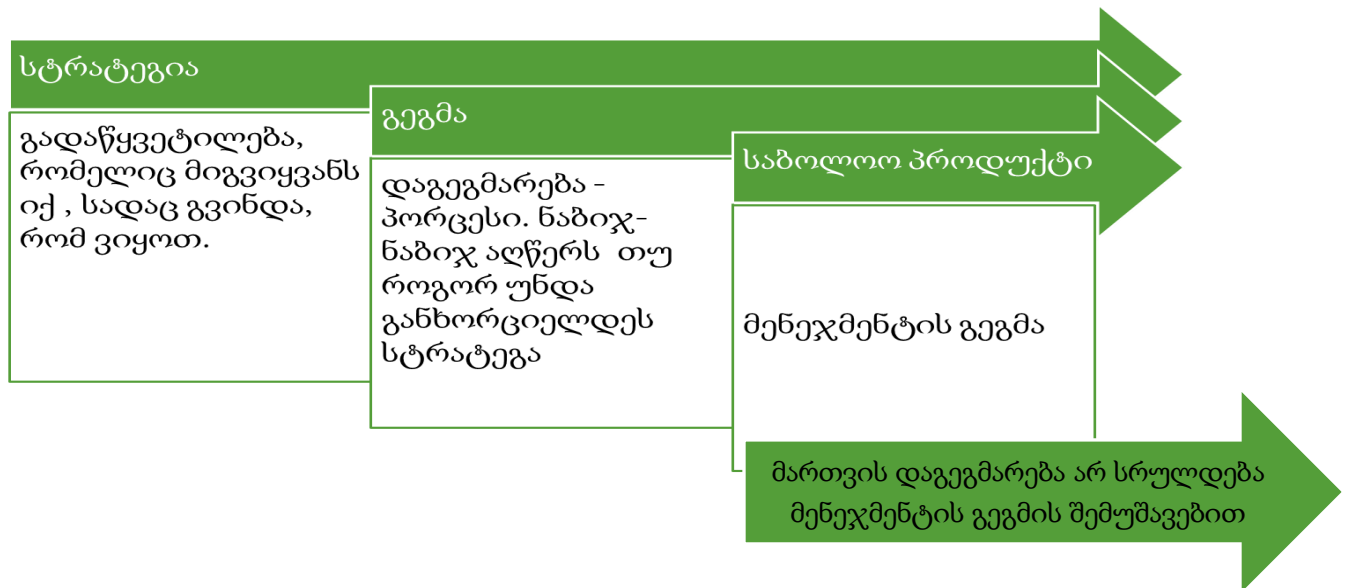 სტრატეგია
გადაწყვეტილება,
რომელიც მიგვიყვანს
იქ , სადაც გვინდა,
რომ ვიყოთ.
გეგმა
დაგეგმარება -
პორცესი. ნაბიჯ-
ნაბიჯ აღწერს თუ
როგორ უნდა
განხორციელდეს
სტრატეგა
საბოლოო პროდუქტი
მენეჯმენტის გეგმა
მართვის დაგეგმარება არ სრულდება
მენეჯმენტის გეგმის შემუშავებით